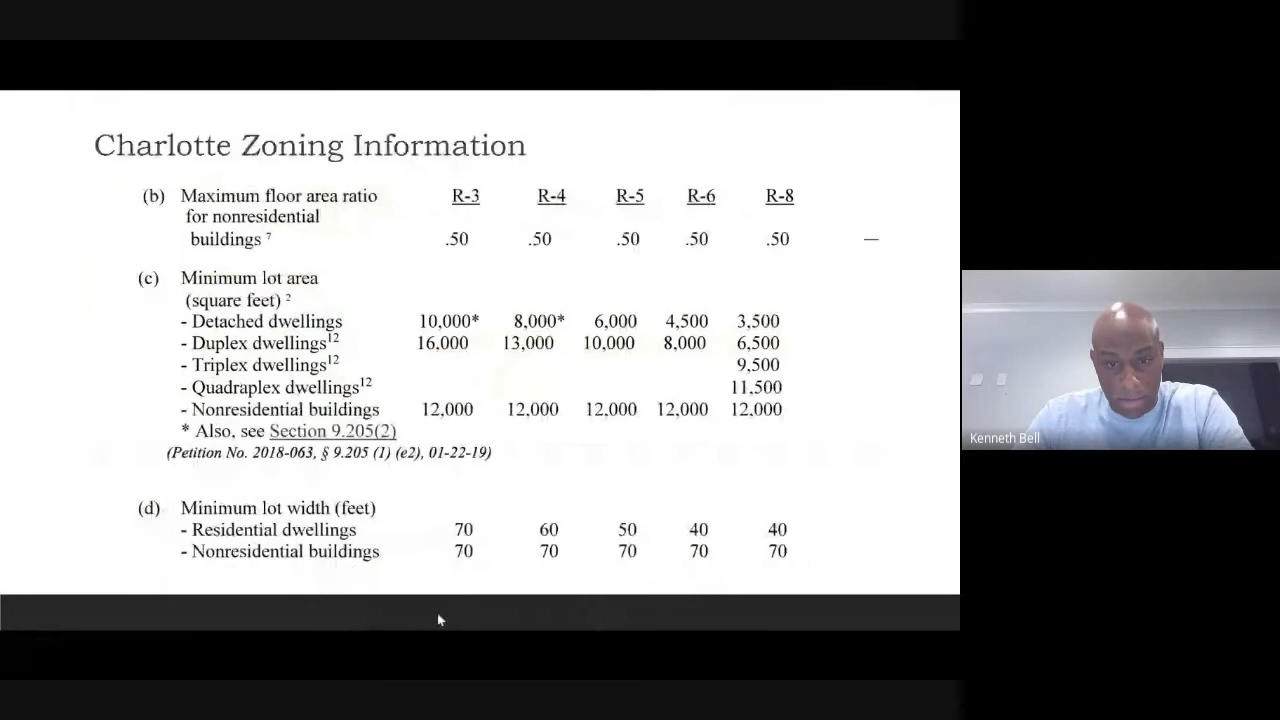 Charlotte Zoning Information
(b) Maximum floor area ratio R-3 R-4 R-5 R-6 R-8
for nonresidential
buildings 7 .50 .50 .50 .50 .50 —
(c) Minimum lot area
(square feet) 2
- Detached dwellings 10,000* 8,000* 6,000 4,500 3,500
- Duplex dwellings12 16,000 13,000 10,000 8,000 6,500
- Triplex dwellings12 9,500
- Quadraplex dwellings12 11,500
- Nonresidential buildings 12,000 12,000 12,000 12,000 12,000
* Also, see Section 9.205(2)
(Petition No. 2018-063, § 9.205 (1) (e2), 01-22-19)
(d) Minimum lot width (feet)
- Residential dwellings 70 60 50 40 40
- Nonresidential buildings 70 70 70 70 70
Kenneth Bell